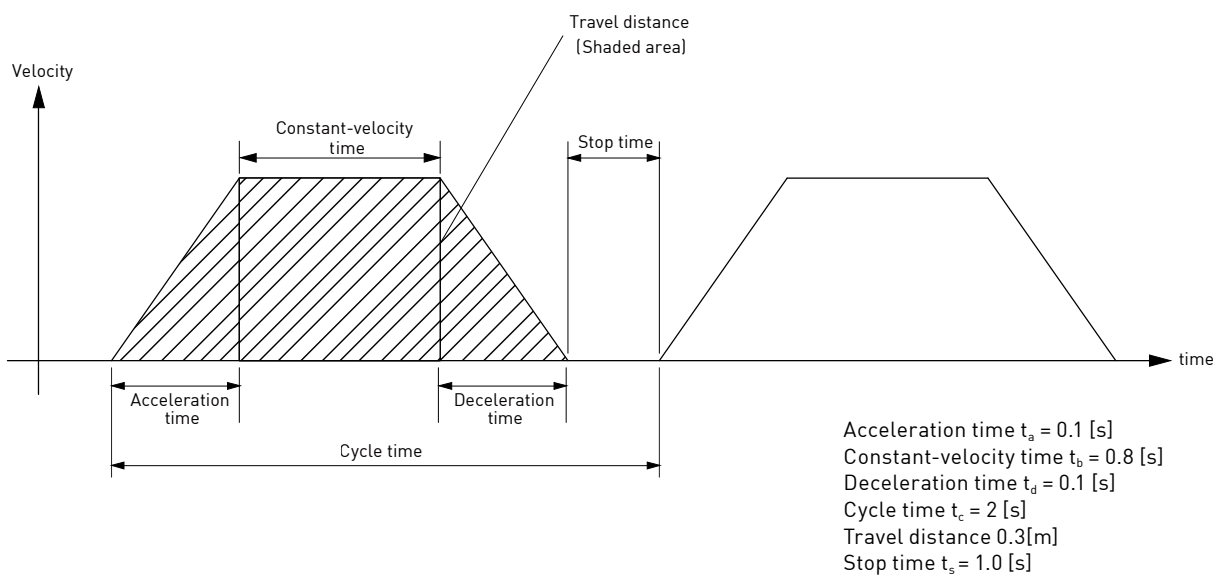 Travel distance
(Shaded area)
Velocity
Constant-velocity
time
Stop time
time
Acceleration
time
Deceleration
time
Cycle time
Acceleration time tₐ = 0.1 [s]
Constant-velocity time t_b = 0.8 [s]
Deceleration time t_d = 0.1 [s]
Cycle time t_c = 2 [s]
Travel distance 0.3[m]
Stop time tₛ = 1.0 [s]